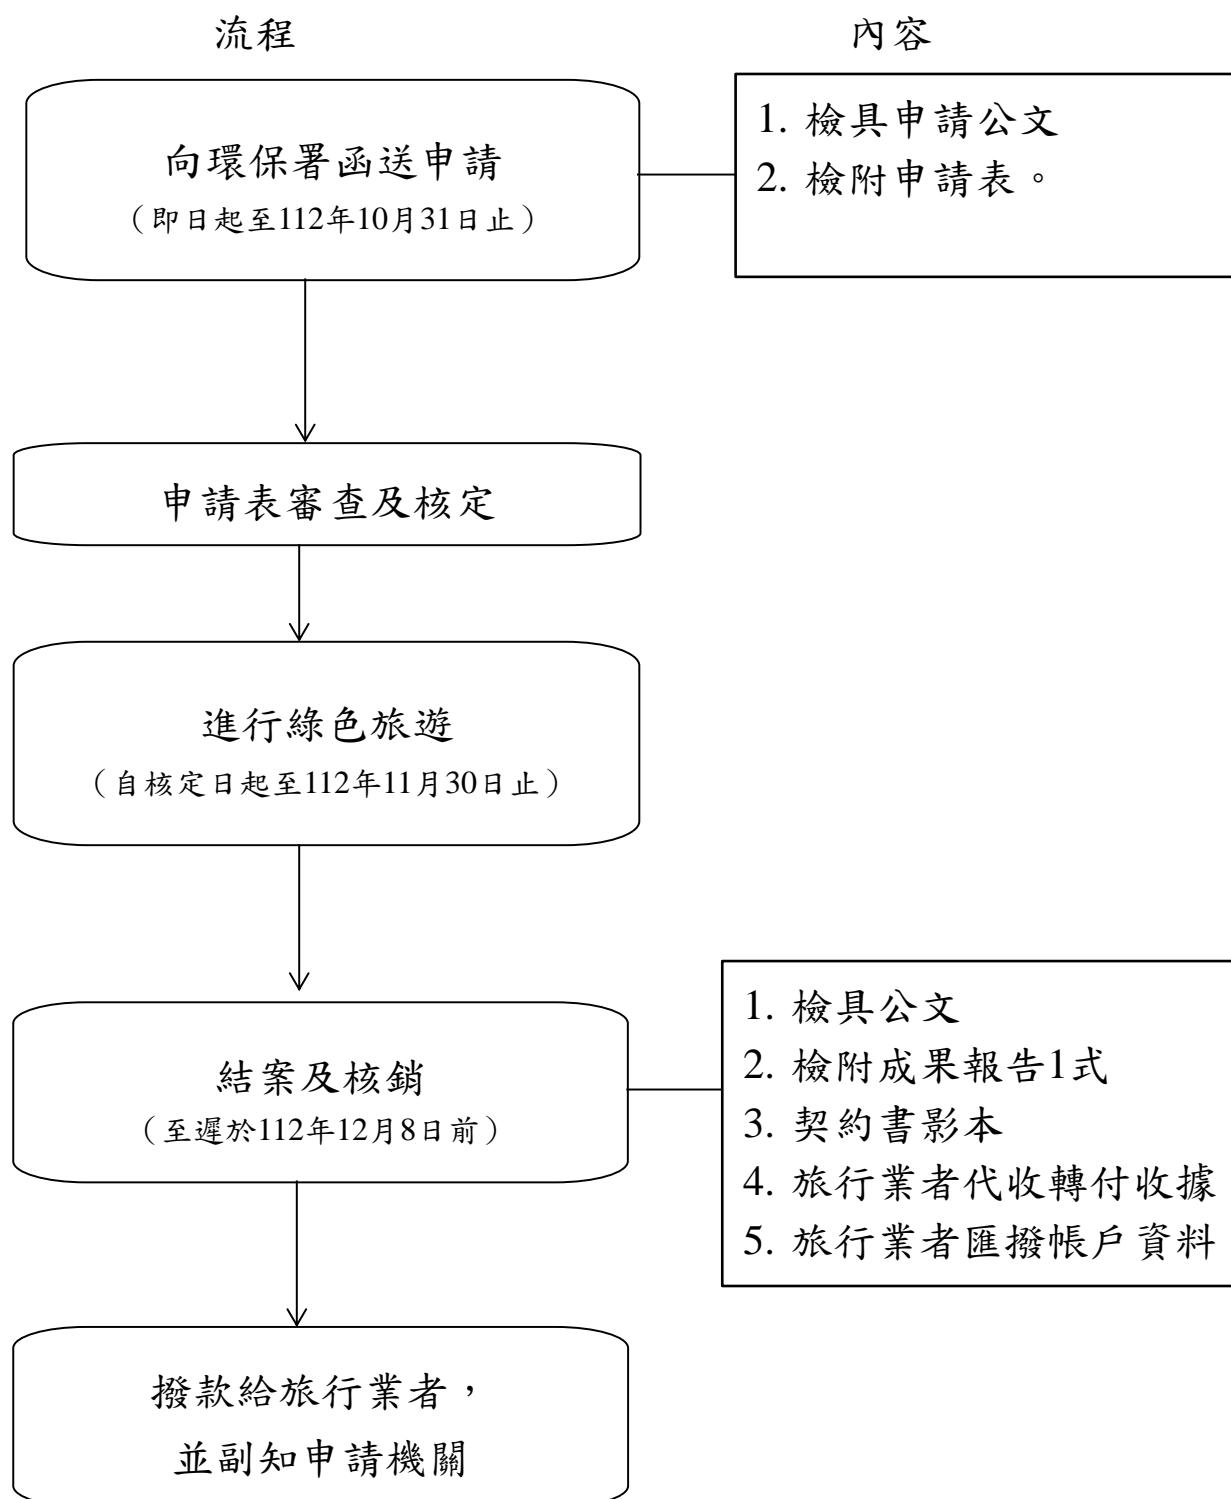 流程
內容
向環保署函送申請
（即日起至112年10月31日止）
1. 檢具申請公文
2. 檢附申請表。
申請表審查及核定
進行綠色旅遊
（自核定日起至112年11月30日止）
結案及核銷
（至遲於112年12月8日前）
1. 檢具公文
2. 檢附成果報告1式
3. 契約書影本
4. 旅行業者代收轉付收據
5. 旅行業者匯撥帳戶資料
撥款給旅行業者，
並副知申請機關